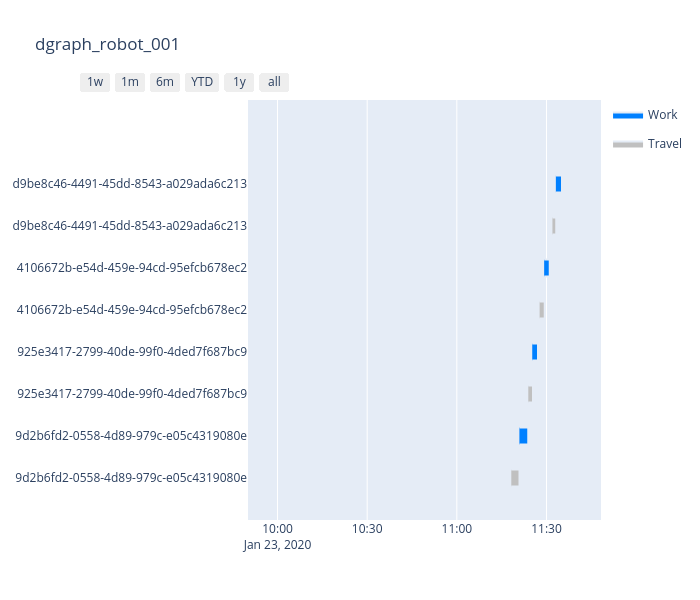 dgraph_robot_001
1w 1m 6m YTD 1y all
Work
Travel
d9be8c46-4491-45dd-8543-a029ada6c213
d9be8c46-4491-45dd-8543-a029ada6c213
4106672b-e54d-459e-94cd-95efcb678ec2
4106672b-e54d-459e-94cd-95efcb678ec2
925e3417-2799-40de-99f0-4ded7f687bc9
925e3417-2799-40de-99f0-4ded7f687bc9
9d2b6fd2-0558-4d89-979c-e05c4319080e
9d2b6fd2-0558-4d89-979c-e05c4319080e
10:00 10:30 11:00 11:30
Jan 23, 2020